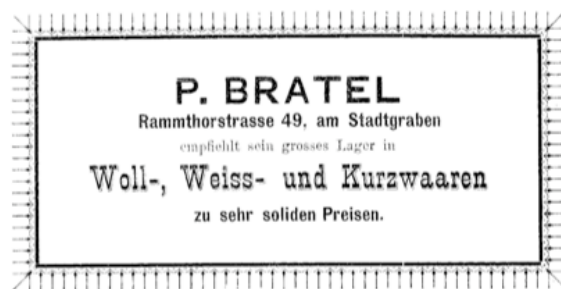 P. BRATEL
Rammthorstrasse 49, am Stadtgraben
empfiehlt sein grosses Lager in
Woll-, Weiss- und Kurzwaaren
zu sehr soliden Preisen.